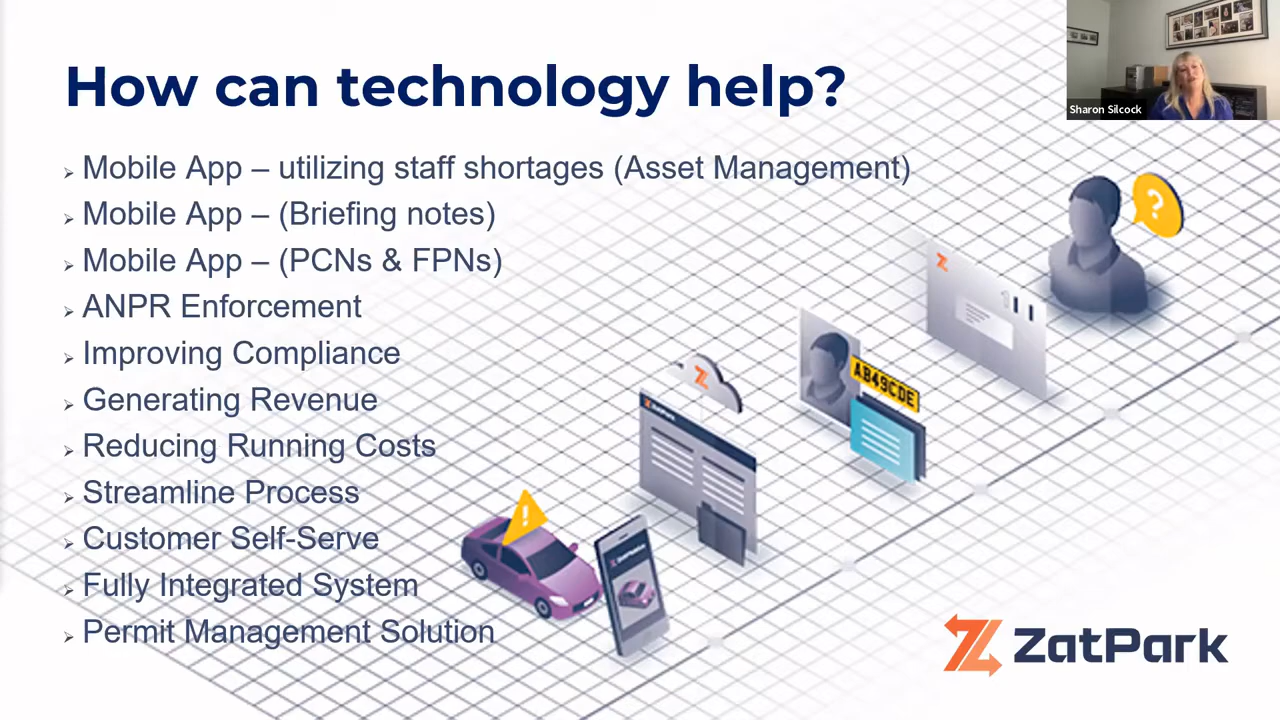 How can technology help?
Sharon Silcock
Mobile App – utilizing staff shortages (Asset Management)
Mobile App – (Briefing notes)
Mobile App – (PCNs & FPNs)
ANPR Enforcement
Improving Compliance
Generating Revenue
Reducing Running Costs
Streamline Process
Customer Self-Serve
Fully Integrated System
Permit Management Solution
?
AB49CDE
ZatPark
!
ZatPark